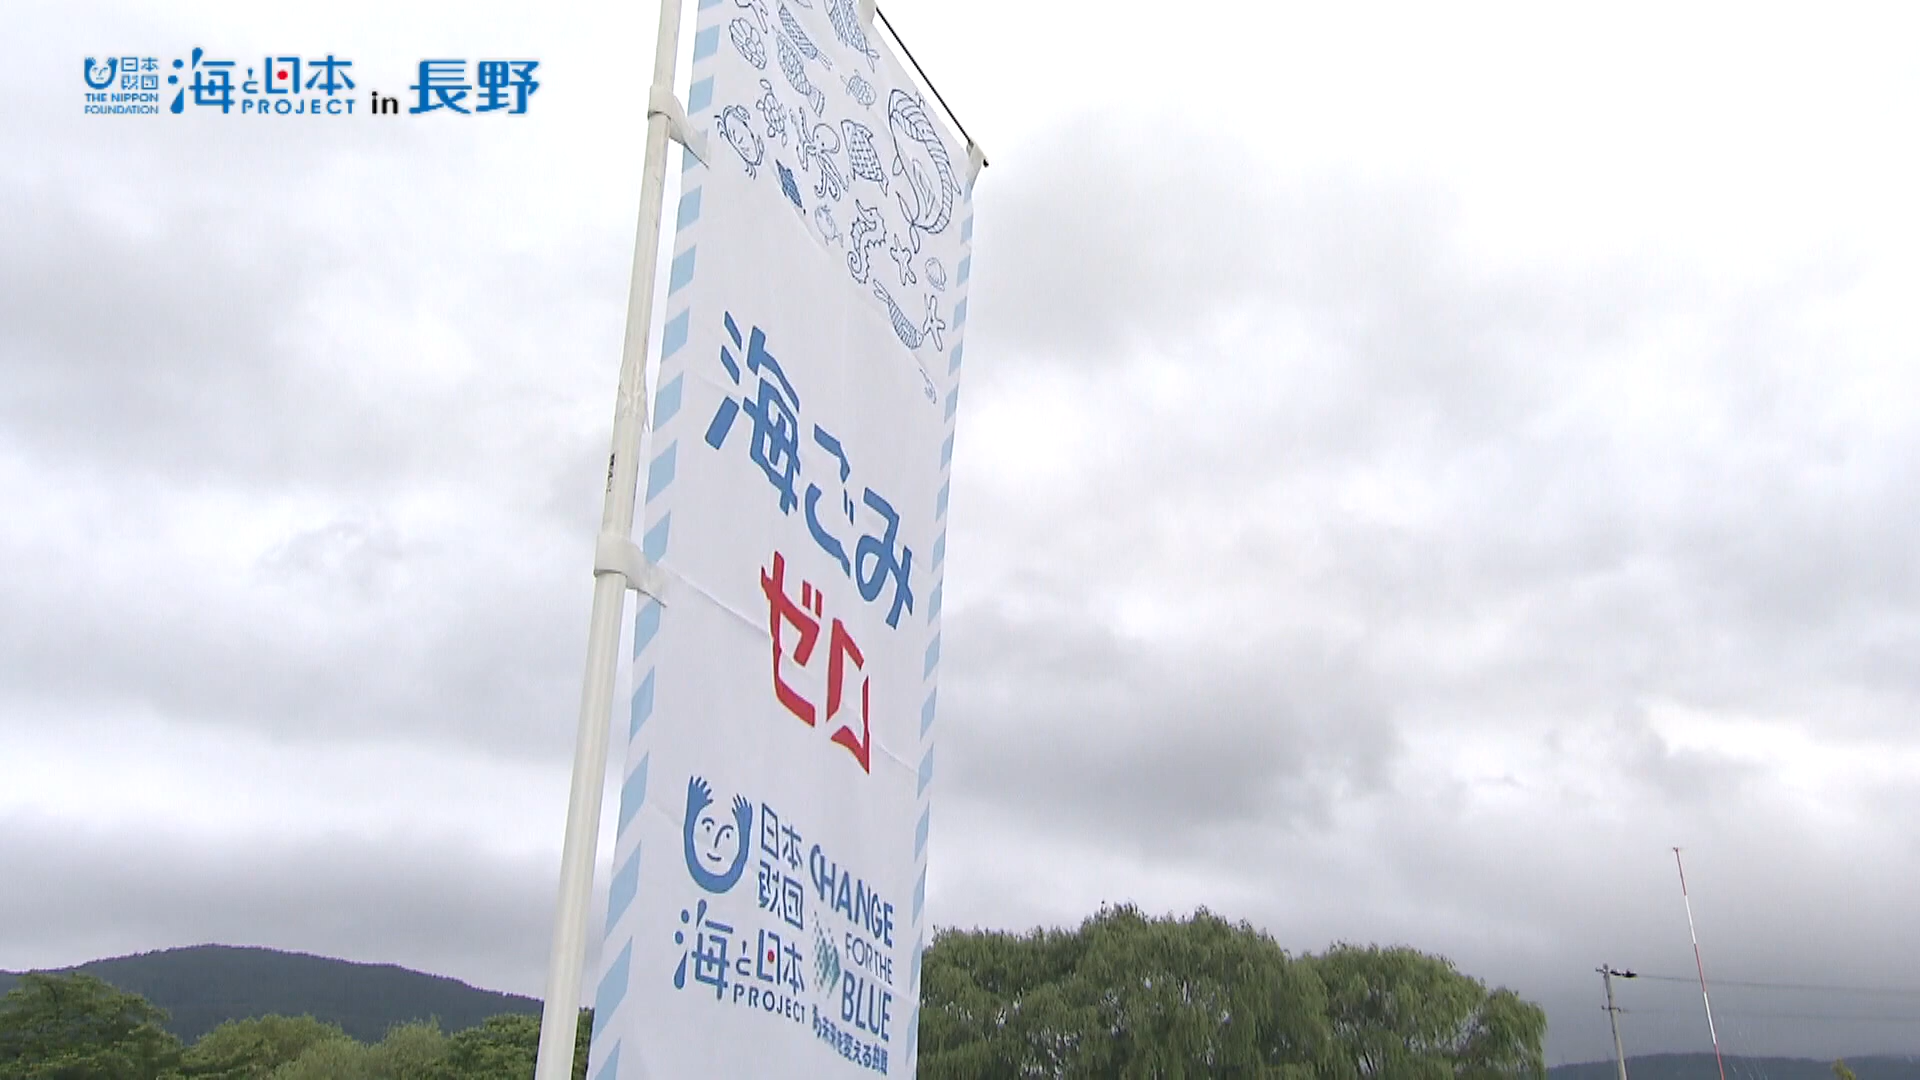 日本財団
THE NIPPON FOUNDATION
海と日本 PROJECT in 長野
海ごみ
ゼロ
日本財団
海と日本
PROJECT
CHANGE
FOR THE
BLUE